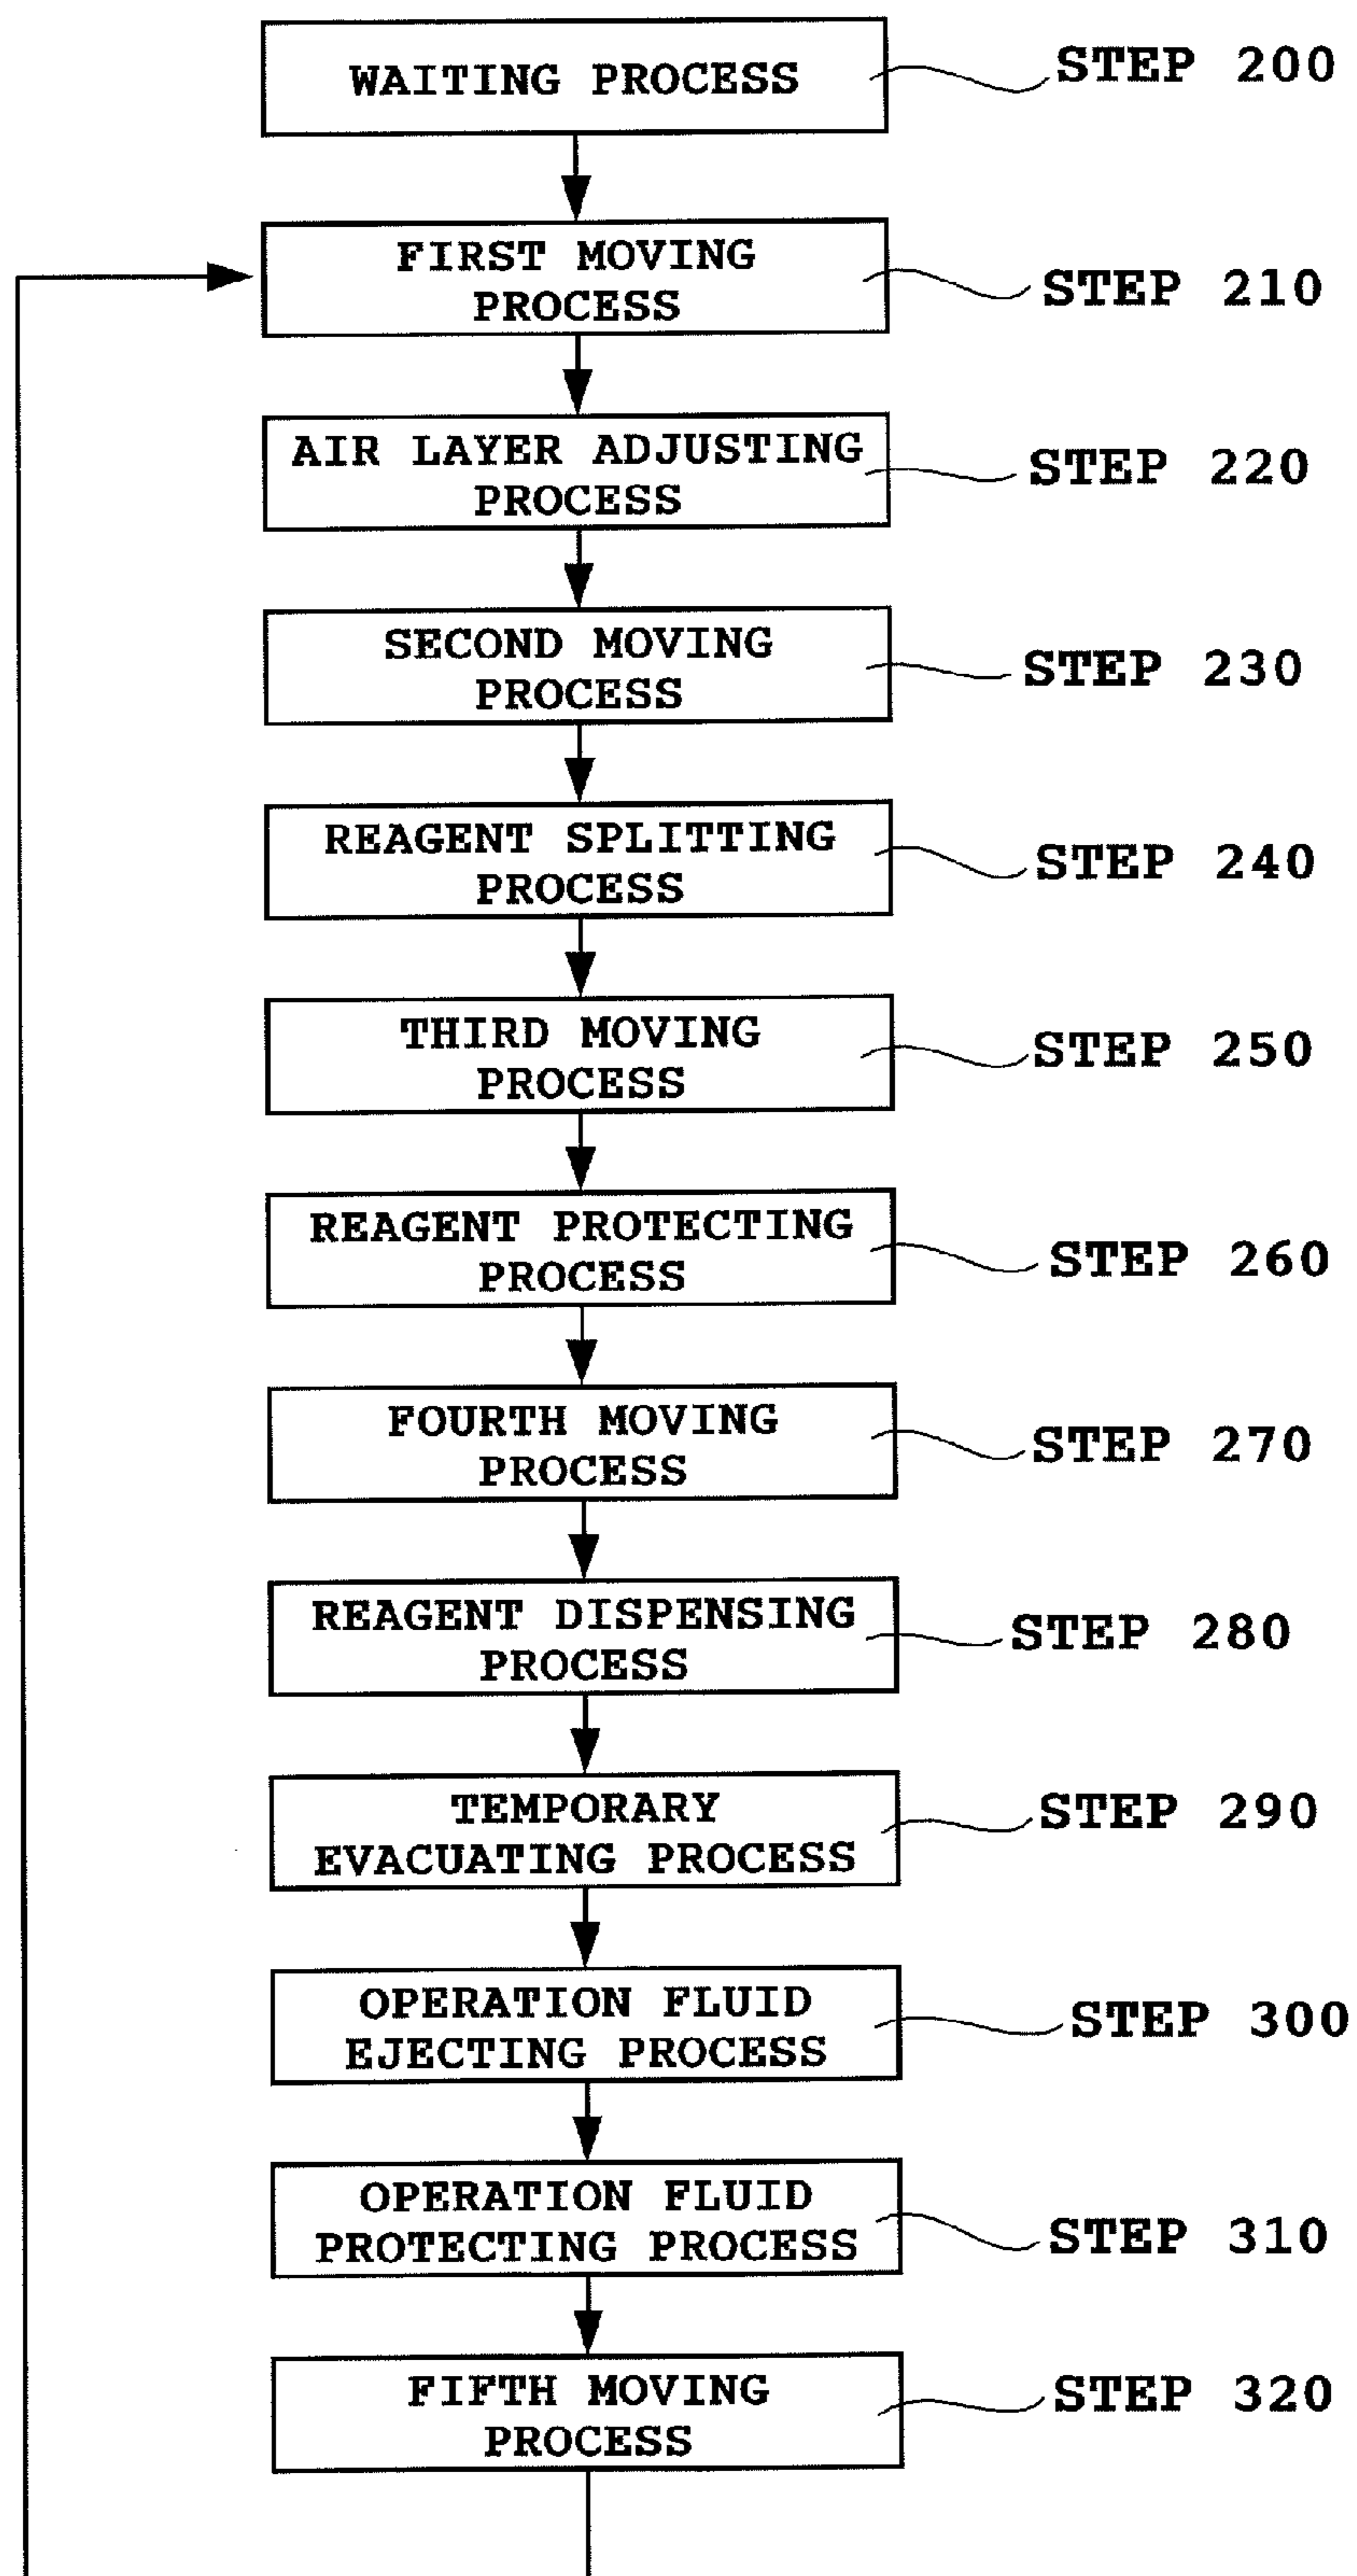 WAITING PROCESS
STEP 200
FIRST MOVING
PROCESS
STEP 210
AIR LAYER ADJUSTING
PROCESS
STEP 220
SECOND MOVING
PROCESS
STEP 230
REAGENT SPLITTING
PROCESS
STEP 240
THIRD MOVING
PROCESS
STEP 250
REAGENT PROTECTING
PROCESS
STEP 260
FOURTH MOVING
PROCESS
STEP 270
REAGENT DISPENSING
PROCESS
STEP 280
TEMPORARY
EVACUATING PROCESS
STEP 290
OPERATION FLUID
EJECTING PROCESS
STEP 300
OPERATION FLUID
PROTECTING PROCESS
STEP 310
FIFTH MOVING
PROCESS
STEP 320